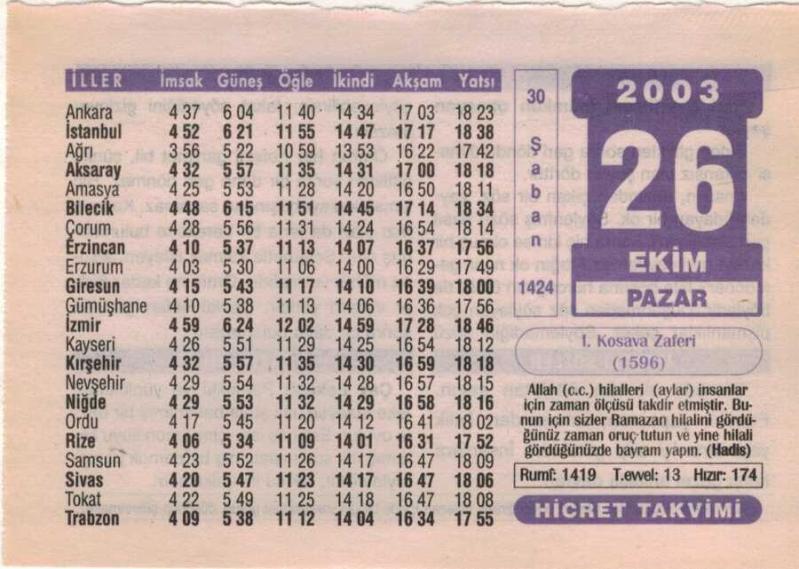 İLLER İmsak Güneş Öğle İkindi Akşam Yatsı
Ankara 4 37 6 04 11 40 14 34 17 03 18 23
İstanbul 4 52 6 21 11 55 14 47 17 17 18 38
Ağrı 3 56 5 22 10 59 13 53 16 22 17 42
Aksaray 4 32 5 57 11 35 14 31 17 00 18 18
Amasya 4 25 5 53 11 28 14 20 16 50 18 11
Bilecik 4 48 6 15 11 51 14 45 17 14 18 34
Çorum 4 28 5 56 11 31 14 24 16 54 18 14
Erzincan 4 10 5 37 11 13 14 07 16 37 17 56
Erzurum 4 03 5 30 11 06 14 00 16 29 17 49
Giresun 4 15 5 43 11 17 14 10 16 39 18 00
Gümüşhane 4 10 5 38 11 13 14 06 16 36 17 56
İzmir 4 59 6 24 12 02 14 59 17 28 18 46
Kayseri 4 26 5 51 11 29 14 25 16 54 18 12
Kırşehir 4 32 5 57 11 35 14 30 16 59 18 18
Nevşehir 4 29 5 54 11 32 14 28 16 57 18 15
Niğde 4 29 5 53 11 32 14 29 16 58 18 16
Ordu 4 17 5 45 11 20 14 12 16 41 18 02
Rize 4 06 5 34 11 09 14 01 16 31 17 52
Samsun 4 23 5 52 11 26 14 17 16 47 18 09
Sivas 4 20 5 47 11 23 14 17 16 47 18 06
Tokat 4 22 5 49 11 25 14 18 16 47 18 08
Trabzon 4 09 5 38 11 12 14 04 16 34 17 55
30
Şaban
1424
2003
26
EKİM
PAZAR
I. Kosava Zaferi
(1596)
Allah (c.c.) hilalleri (aylar) insanlar
için zaman ölçüsü takdir etmiştir. Bu-
nun için sizler Ramazan hilalini gördü-
ğünüz zaman oruç tutun ve yine hilali
gördüğünüzde bayram yapın. (Hadis)
Rumî: 1419 T.evvel: 13 Hızır: 174
HİCRET TAKVİMİ